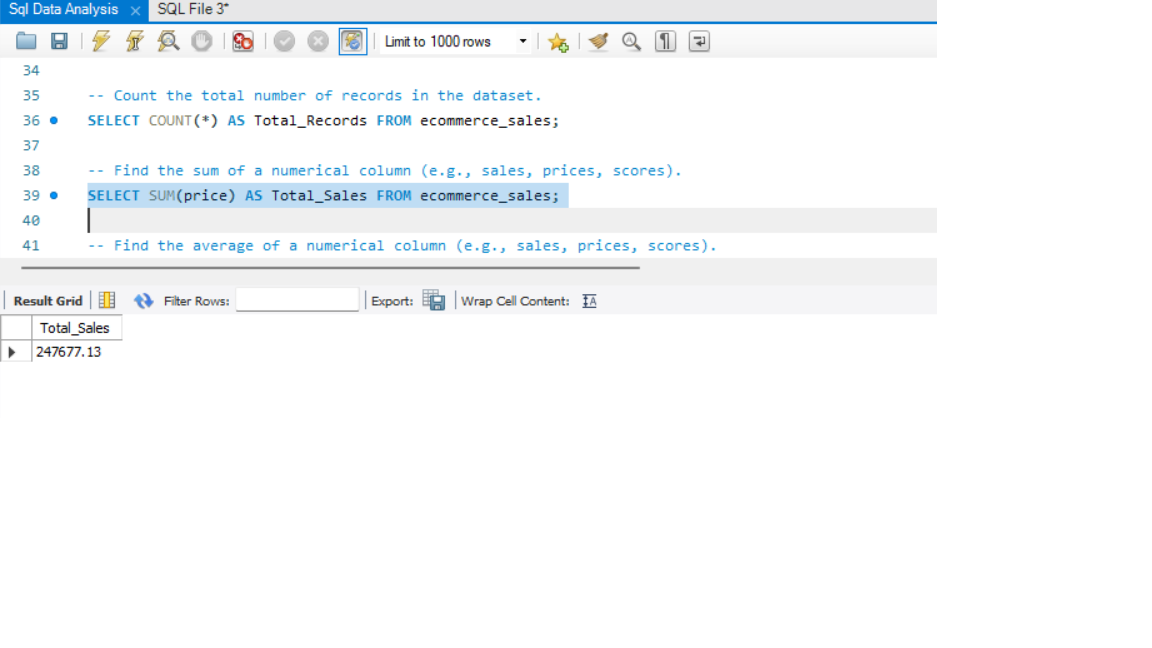 Sql Data Analysis SQL File 3*
Limit to 1000 rows
34
35 -- Count the total number of records in the dataset.
36 SELECT COUNT(*) AS Total_Records FROM ecommerce_sales;
37
38 -- Find the sum of a numerical column (e.g., sales, prices, scores).
39 SELECT SUM(price) AS Total_Sales FROM ecommerce_sales;
40
41 -- Find the average of a numerical column (e.g., sales, prices, scores).
Result Grid Filter Rows: Export: Wrap Cell Content: IA
Total_Sales
247677.13